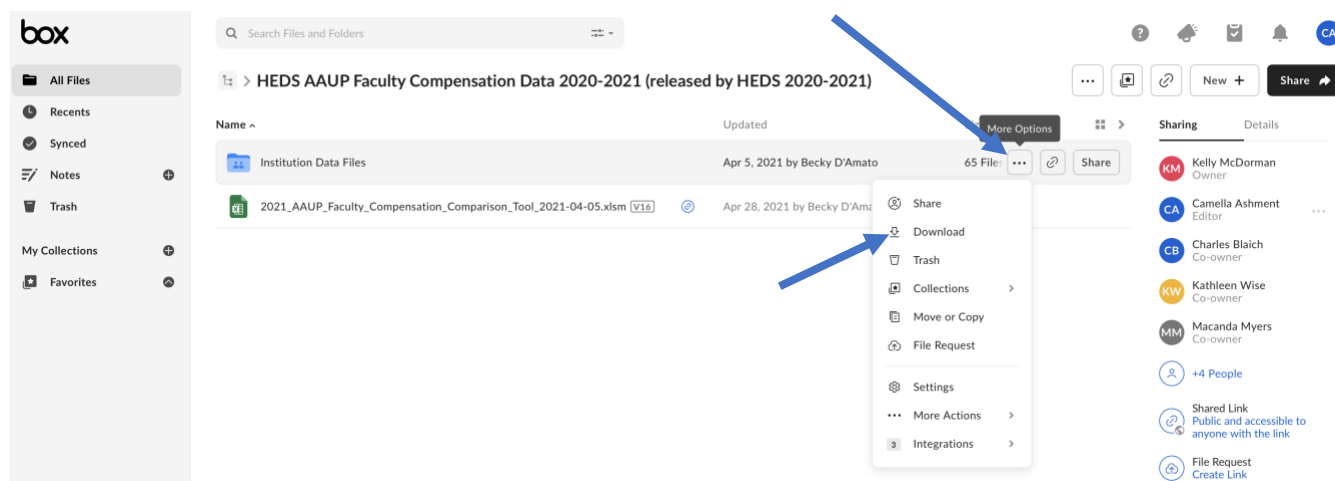 box
Search Files and Folders
?
CA
HEDS AAUP Faculty Compensation Data 2020-2021 (released by HEDS 2020-2021)
New +
Share
All Files
Recents
Synced
Notes
Trash
My Collections
Favorites
Name
Updated
More Options
Institution Data Files
Apr 5, 2021 by Becky D'Amato
65 File
Share
2021_AAUP_Faculty_Compensation_Comparison_Tool_2021-04-05.xlsm V16
Apr 28, 2021 by Becky D'Ama
Share
Download
Trash
Collections
Move or Copy
File Request
Settings
More Actions
3 Integrations
Sharing
Details
KM Kelly McDorman
Owner
CA Camella Ashment
Editor
CB Charles Blaich
Co-owner
KW Kathleen Wise
Co-owner
MM Macanda Myers
Co-owner
+4 People
Shared Link
Public and accessible to
anyone with the link
File Request
Create Link